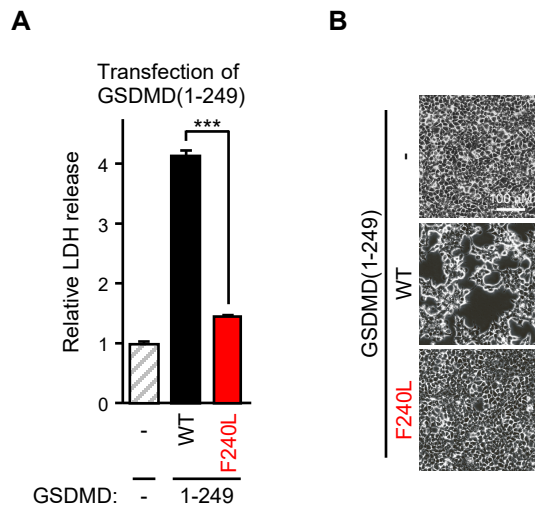 A
Transfection of
GSDMD(1-249)
***
Relative LDH release
4
3
2
1
0
-
WT
F240L
GSDMD:
-
1-249
B
GSDMD(1-249)
-
WT
F240L
100 µM